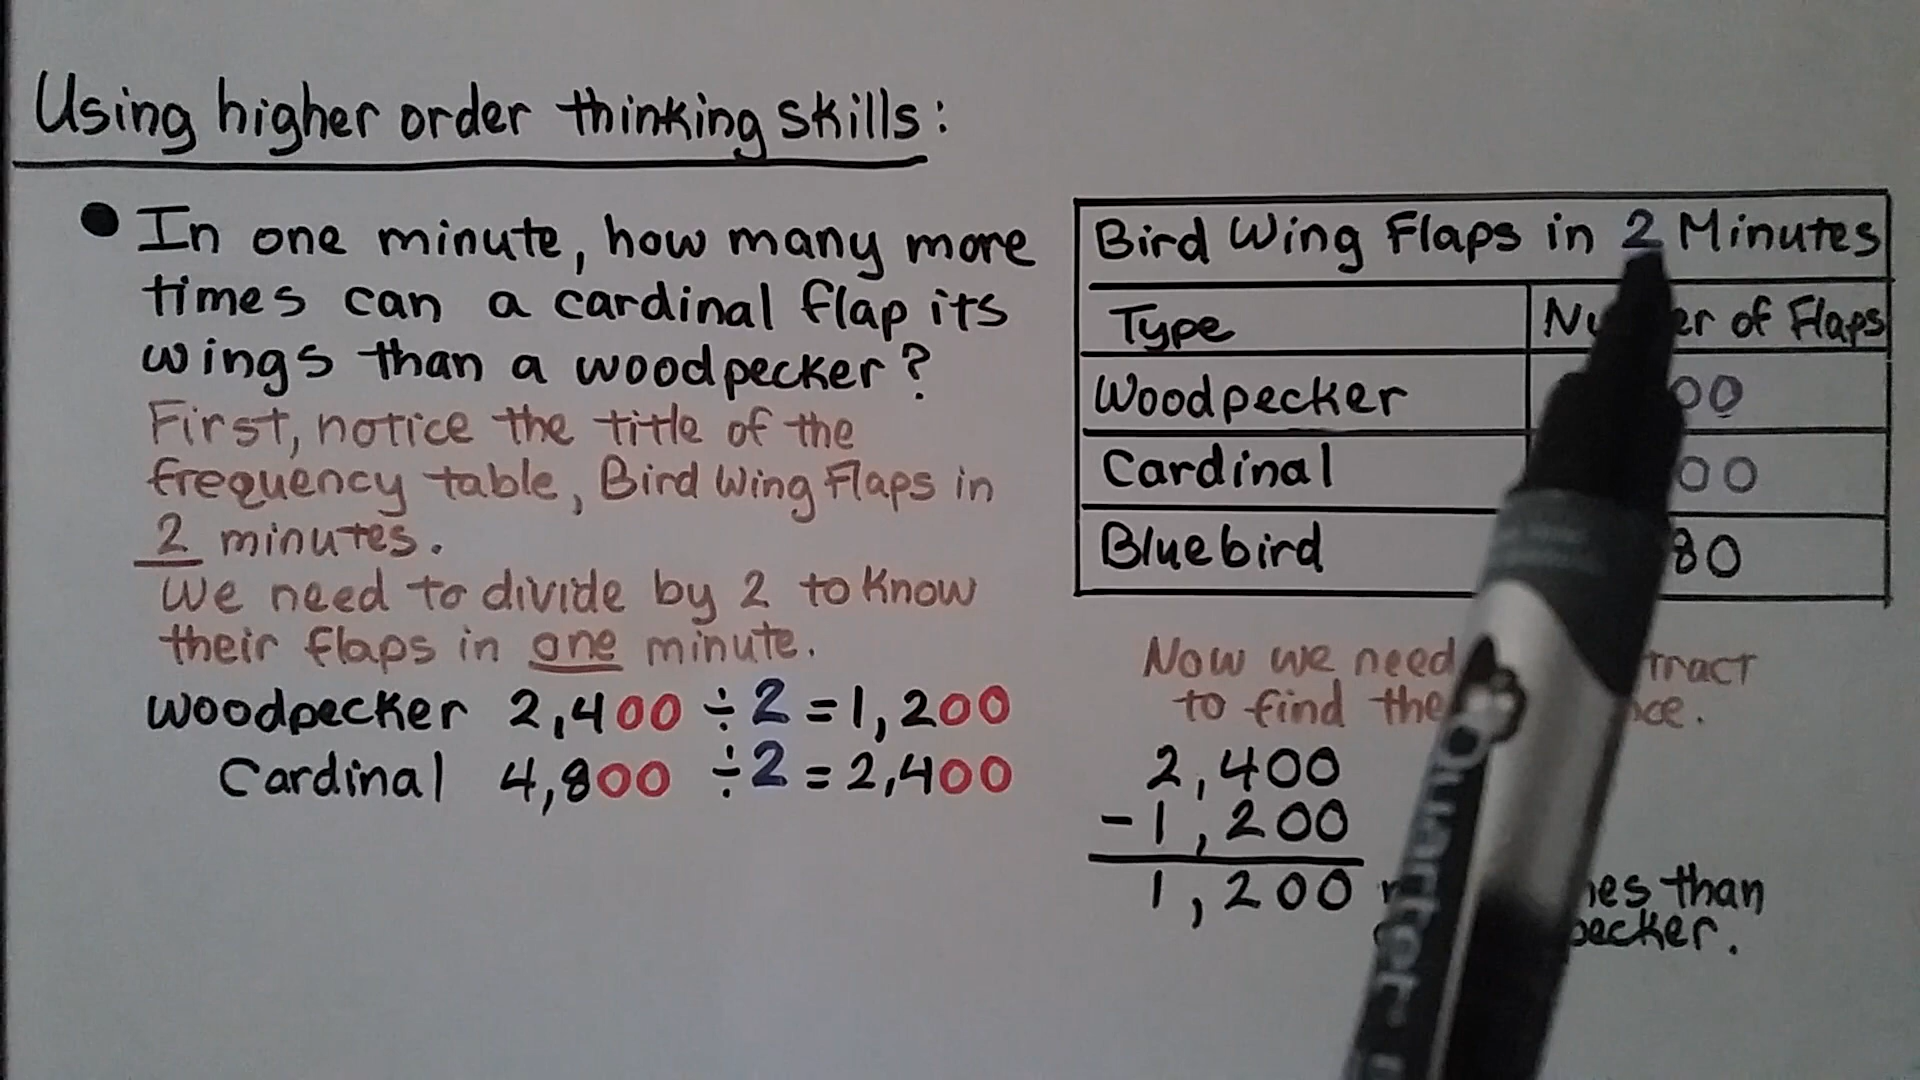 Using higher order thinking skills:
In one minute, how many more
times can a cardinal flap its
wings than a woodpecker?
First, notice the title of the
frequency table, Bird Wing Flaps in
2 minutes.
We need to divide by 2 to know
their flaps in one minute.
Woodpecker 2,400 ÷ 2 = 1,200
Cardinal 4,800 ÷ 2 = 2,400
Bird Wing Flaps in 2 Minutes
Type of Flaps
Woodpecker
Cardinal
Bluebird
Now we need
to find the
2,400
- 1,200
1,200 than